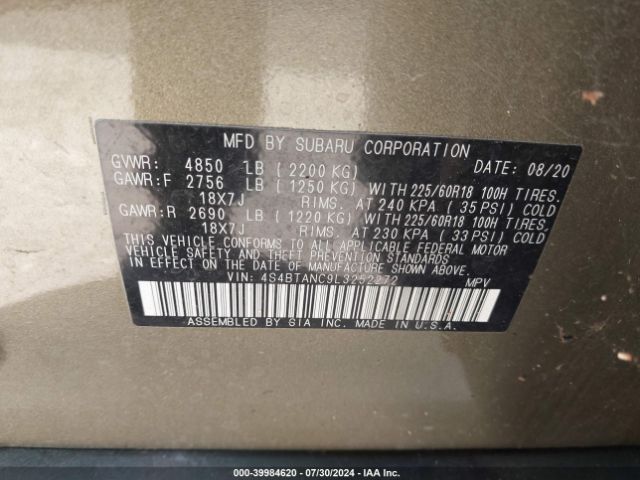 MFD BY SUBARU CORPORATION
GVWR: 4850 LB ( 2200 KG) DATE: 08/20
GAWR:F 2756 LB ( 1250 KG) WITH 225/60R18 100H TIRES.
18X7J RIMS. AT 240 KPA ( 35 PSI) COLD
GAWR:R 2690 LB ( 1220 KG) WITH 225/60R18 100H TIRES.
18X7J RIMS. AT 230 KPA ( 33 PSI) COLD
THIS VEHICLE CONFORMS TO ALL APPLICABLE FEDERAL MOTOR
VEHICLE SAFETY, BUMPER, AND THEFT PREVENTION STANDARDS
IN EFFECT ON THE DATE OF MANUFACTURE SHOWN ABOVE.
VIN: 4S4BTANC9L3252272 MPV
ASSEMBLED BY SIA INC. MADE IN U.S.A.
000-39984620 - 07/30/2024 - IAA Inc.